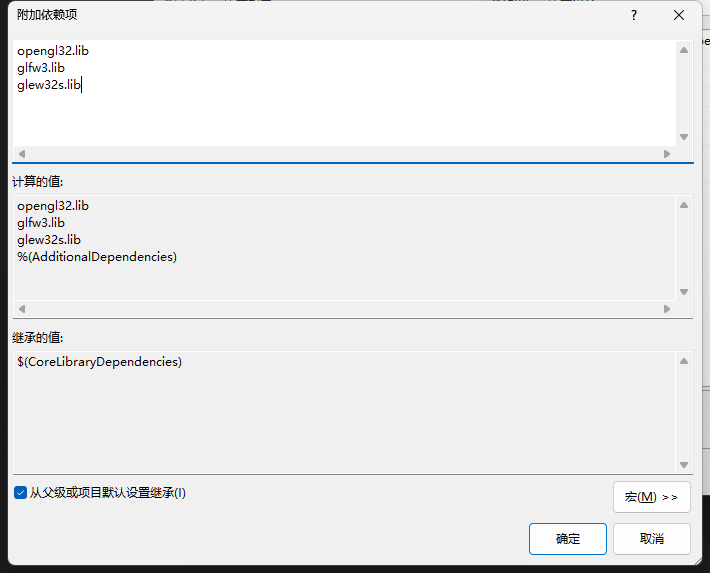 附加依赖项
opengl32.lib
glfw3.lib
glew32s.lib
计算的值:
opengl32.lib
glfw3.lib
glew32s.lib
%(AdditionalDependencies)
继承的值:
$(CoreLibraryDependencies)
从父级或项目默认设置继承(I)
宏(M) >>
确定
取消